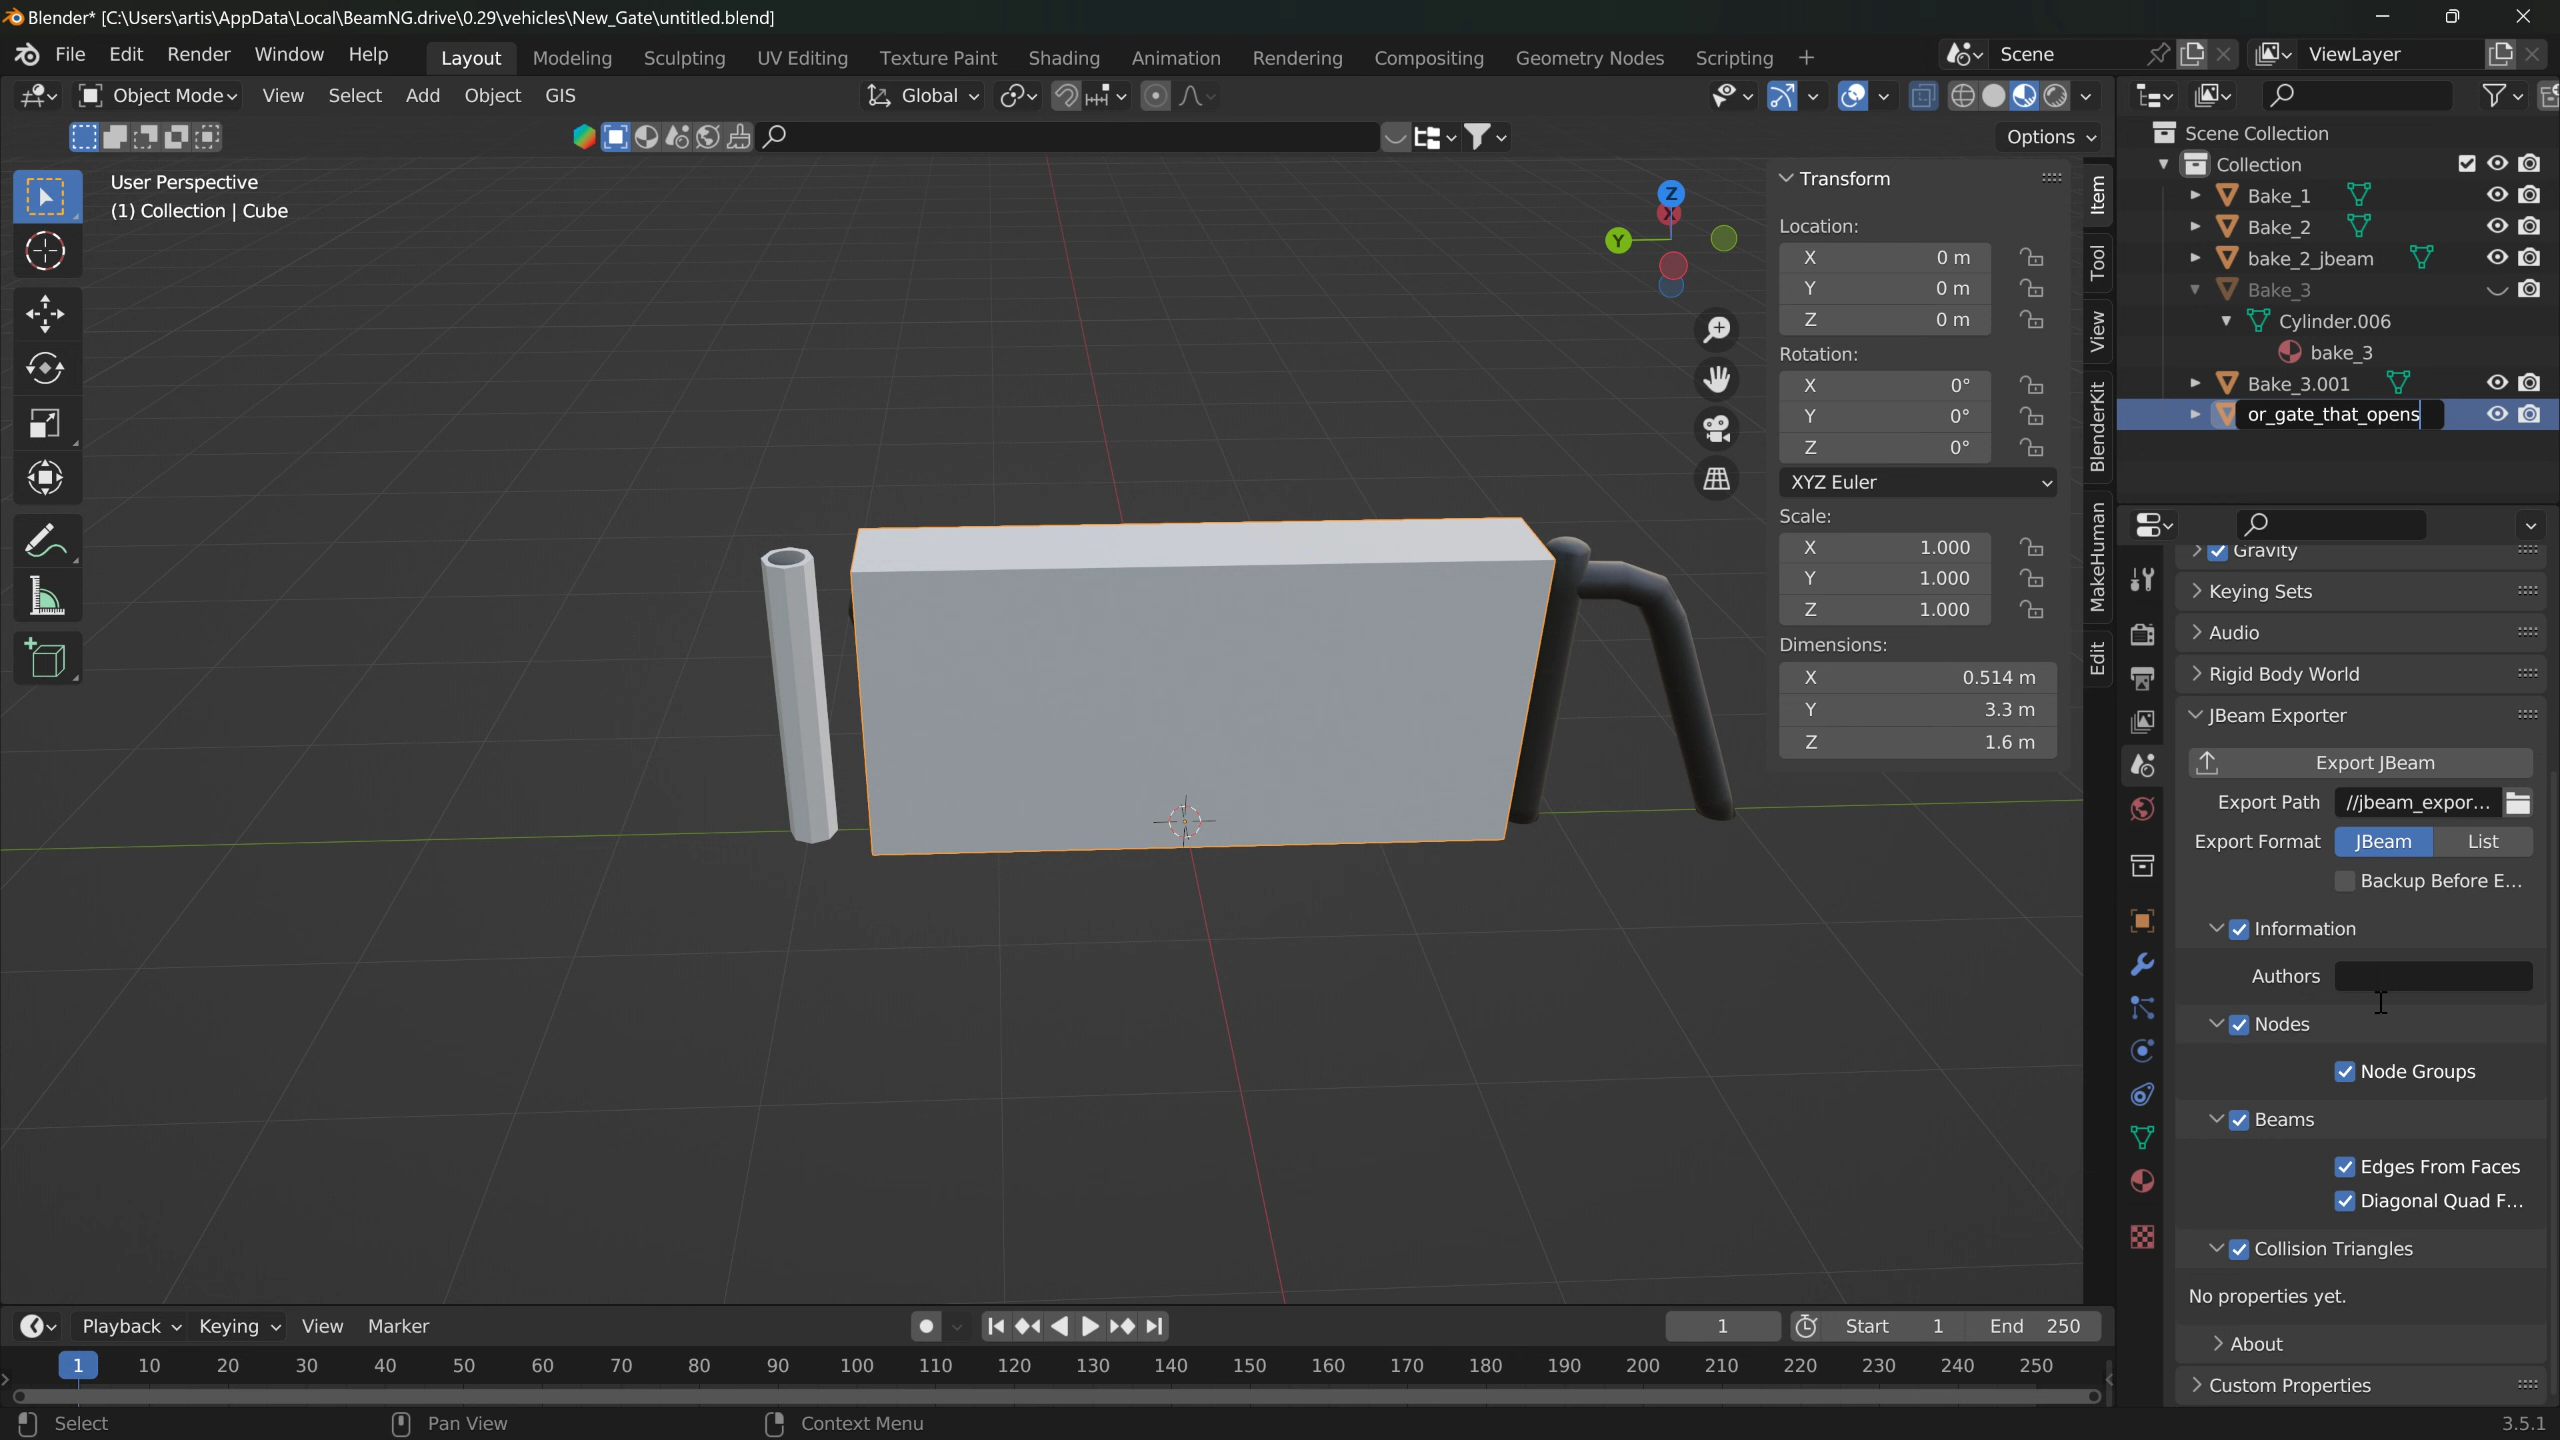 Blender* [C:\Users\artis\AppData\Local\BeamNG.drive\0.29\vehicles\New_Gate\untitled.blend]
File Edit Render Window Help Layout Modeling Sculpting UV Editing Texture Paint Shading Animation Rendering Compositing Geometry Nodes Scripting + Scene ViewLayer
Object Mode View Select Add Object GIS Global
Options
User Perspective
(1) Collection | Cube
Z
X
Y
Transform
Location:
X 0 m
Y 0 m
Z 0 m
Rotation:
X 0°
Y 0°
Z 0°
XYZ Euler
Scale:
X 1.000
Y 1.000
Z 1.000
Dimensions:
X 0.514 m
Y 3.3 m
Z 1.6 m
Item
Tool
View
BlenderKit
MakeHuman
Edit
Scene Collection
Collection
Bake_1
Bake_2
bake_2_jbeam
Bake_3
Cylinder.006
bake_3
Bake_3.001
or_gate_that_opens
Gravity
Keying Sets
Audio
Rigid Body World
JBeam Exporter
Export JBeam
Export Path //jbeam_expor...
Export Format JBeam List
Backup Before E...
Information
Authors
Nodes
Node Groups
Beams
Edges From Faces
Diagonal Quad F...
Collision Triangles
No properties yet.
About
Custom Properties
Playback Keying View Marker 1 Start 1 End 250
1 10 20 30 40 50 60 70 80 90 100 110 120 130 140 150 160 170 180 190 200 210 220 230 240 250
Select Pan View Context Menu 3.5.1